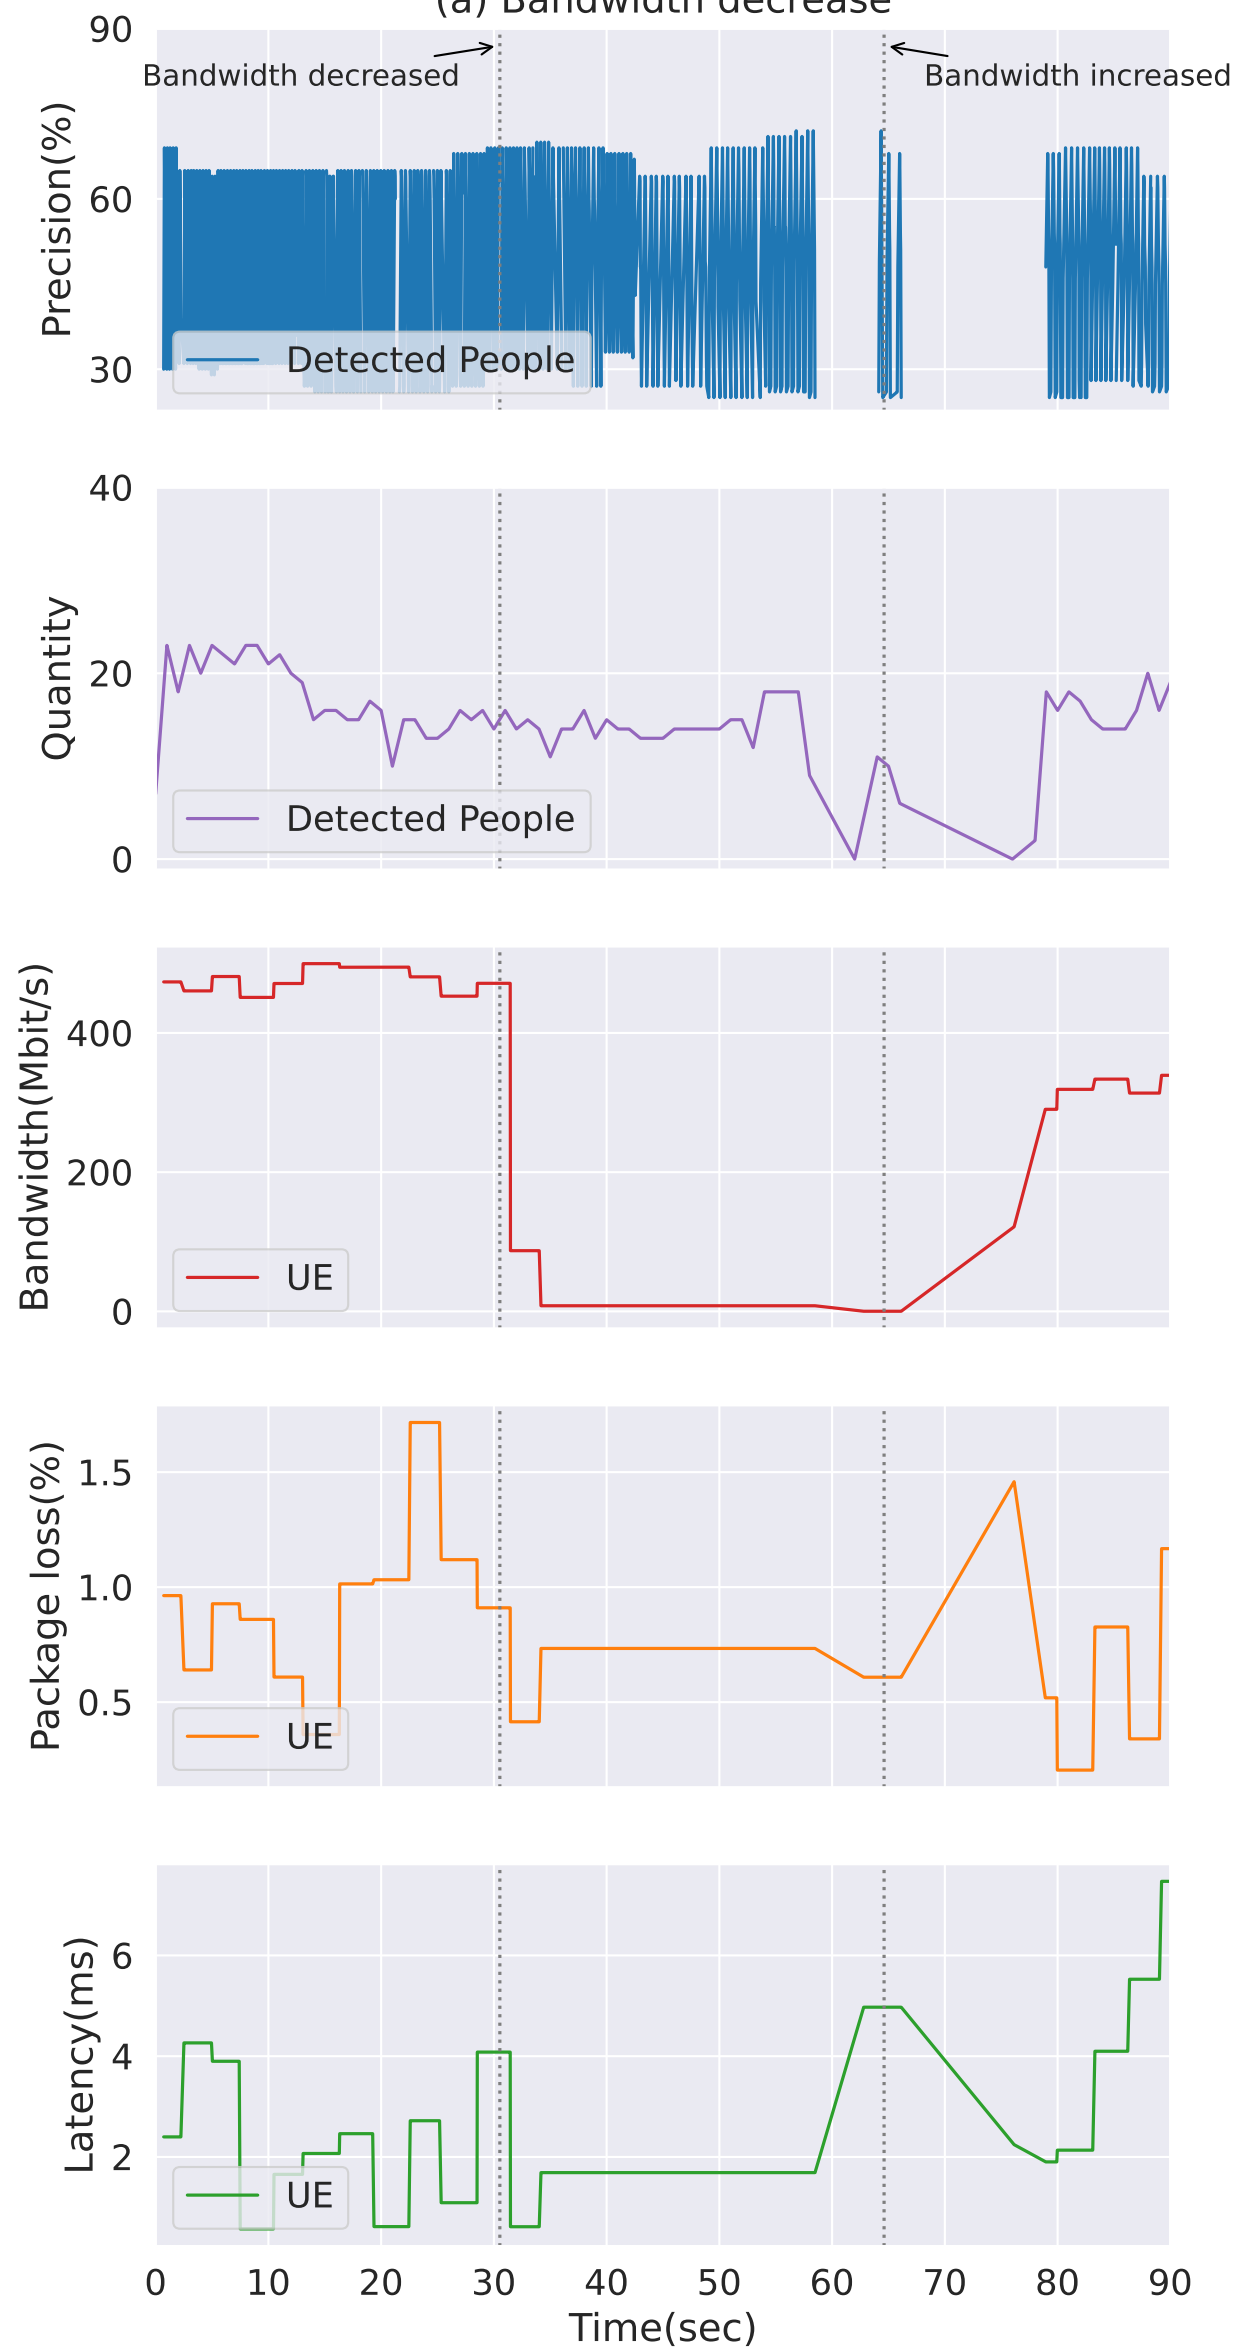 (a) Bandwidth decrease
90
Bandwidth decreased
Bandwidth increased
Precision(%)
60
30
Detected People
40
Quantity
20
0
Detected People
Bandwidth(Mbit/s)
400
200
0
UE
Package loss(%)
1.5
1.0
0.5
UE
Latency(ms)
6
4
2
UE
0 10 20 30 40 50 60 70 80 90
Time(sec)